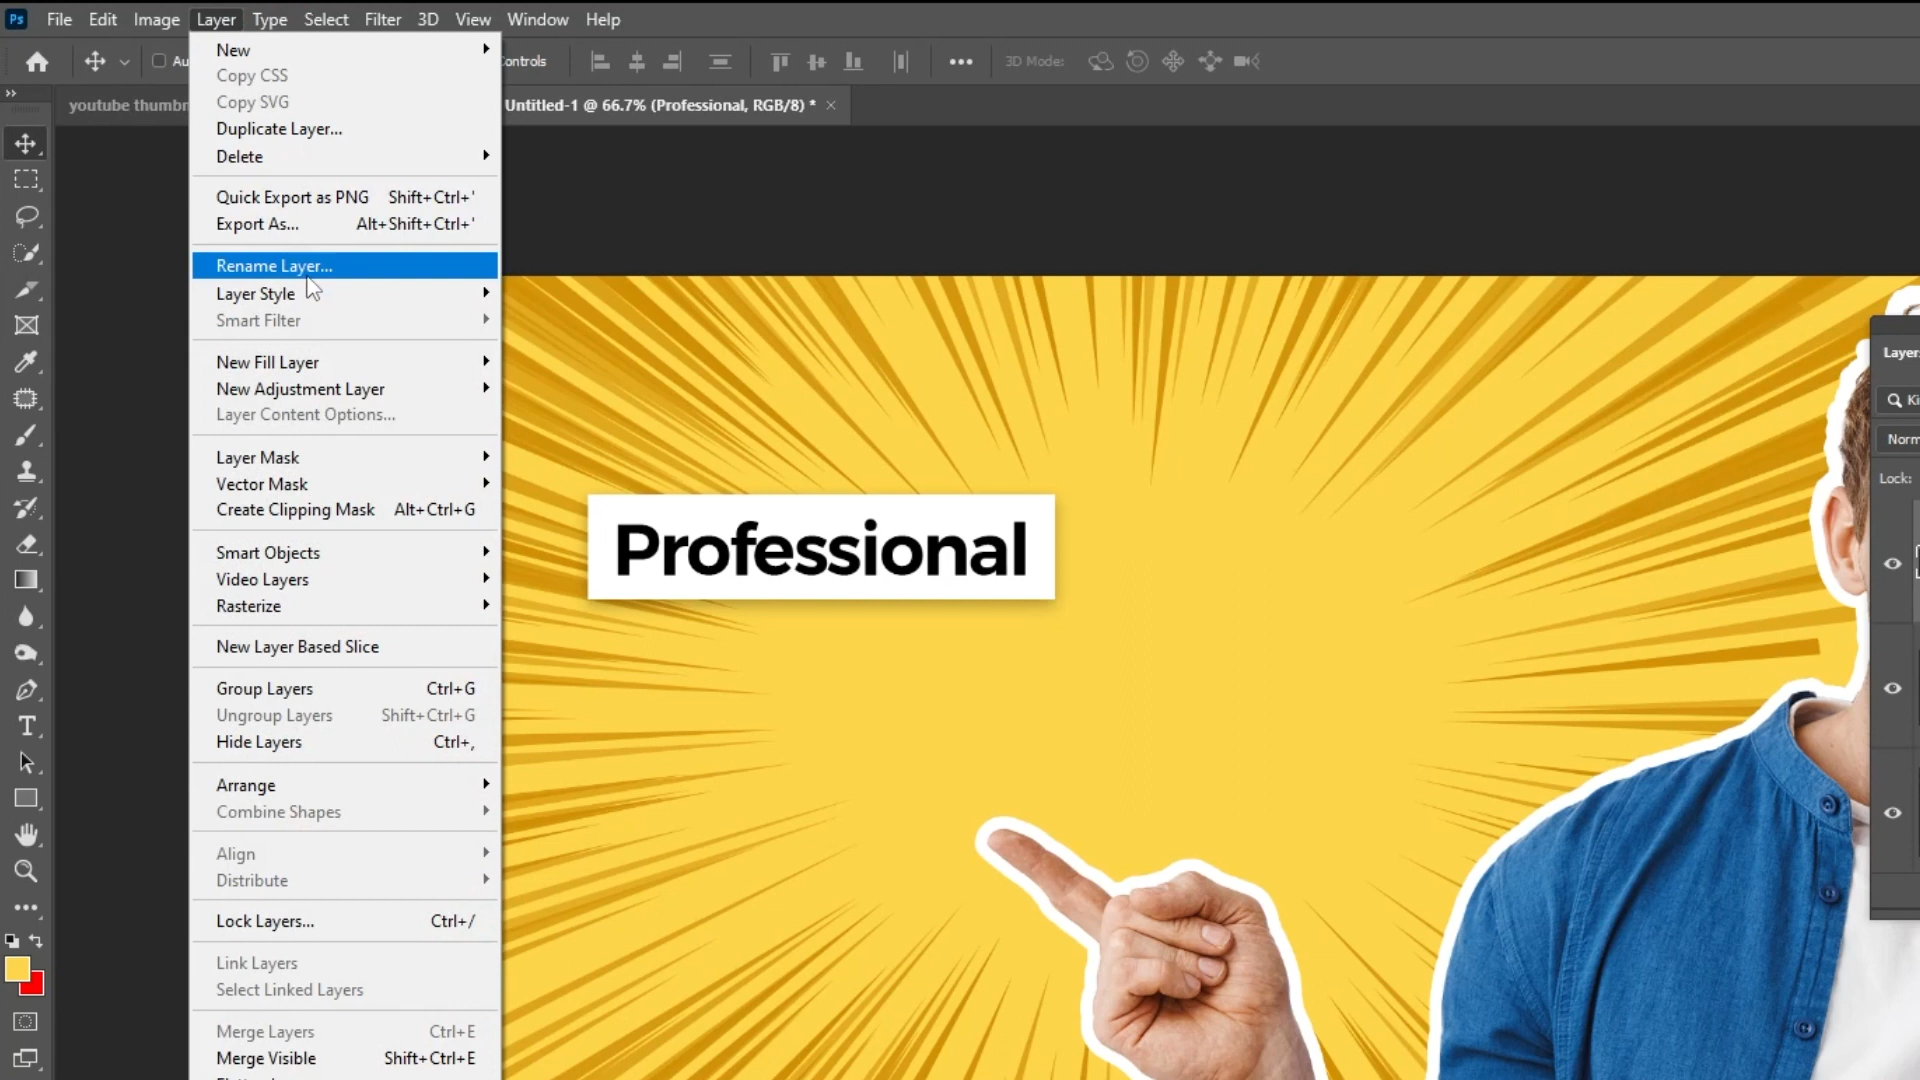 Ps File Edit Image Layer Type Select Filter 3D View Window Help
3D Mode:
Untitled-1 @ 66.7% (Professional, RGB/8) *
New
Copy CSS
Copy SVG
Duplicate Layer...
Delete
Quick Export as PNG Shift+Ctrl+'
Export As... Alt+Shift+Ctrl+'
Rename Layer...
Layer Style
Smart Filter
New Fill Layer
New Adjustment Layer
Layer Content Options...
Layer Mask
Vector Mask
Create Clipping Mask Alt+Ctrl+G
Smart Objects
Video Layers
Rasterize
New Layer Based Slice
Group Layers Ctrl+G
Ungroup Layers Shift+Ctrl+G
Hide Layers Ctrl+,
Arrange
Combine Shapes
Align
Distribute
Lock Layers... Ctrl+/
Link Layers
Select Linked Layers
Merge Layers Ctrl+E
Merge Visible Shift+Ctrl+E
Professional
Lock: